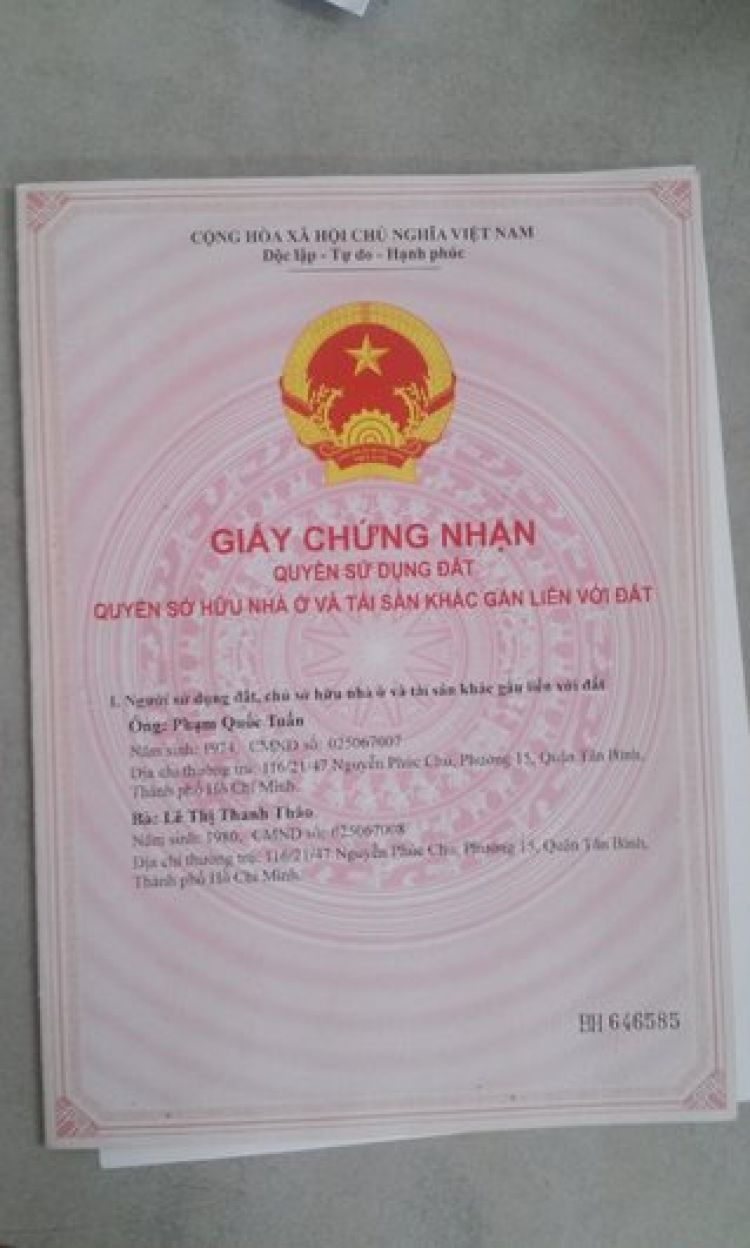 CỘNG HÒA XÃ HỘI CHỦ NGHĨA VIỆT NAM
Độc lập - Tự do - Hạnh phúc
GIẤY CHỨNG NHẬN
QUYỀN SỬ DỤNG ĐẤT
QUYỀN SỞ HỮU NHÀ Ở VÀ TÀI SẢN KHÁC GẮN LIỀN VỚI ĐẤT
I. Người sử dụng đất, chủ sở hữu nhà ở và tài sản khác gắn liền với đất
Ông: Phạm Quốc Tuấn
Năm sinh: 1974, CMND số: 025067007
Địa chỉ thường trú: 116/21/47 Nguyễn Phúc Chu, Phường 15, Quận Tân Bình,
Thành phố Hồ Chí Minh.
Bà: Lê Thị Thanh Thảo
Năm sinh: 1980, CMND số: 025067008
Địa chỉ thường trú: 116/21/47 Nguyễn Phúc Chu, Phường 15, Quận Tân Bình,
Thành phố Hồ Chí Minh.
BH 646585